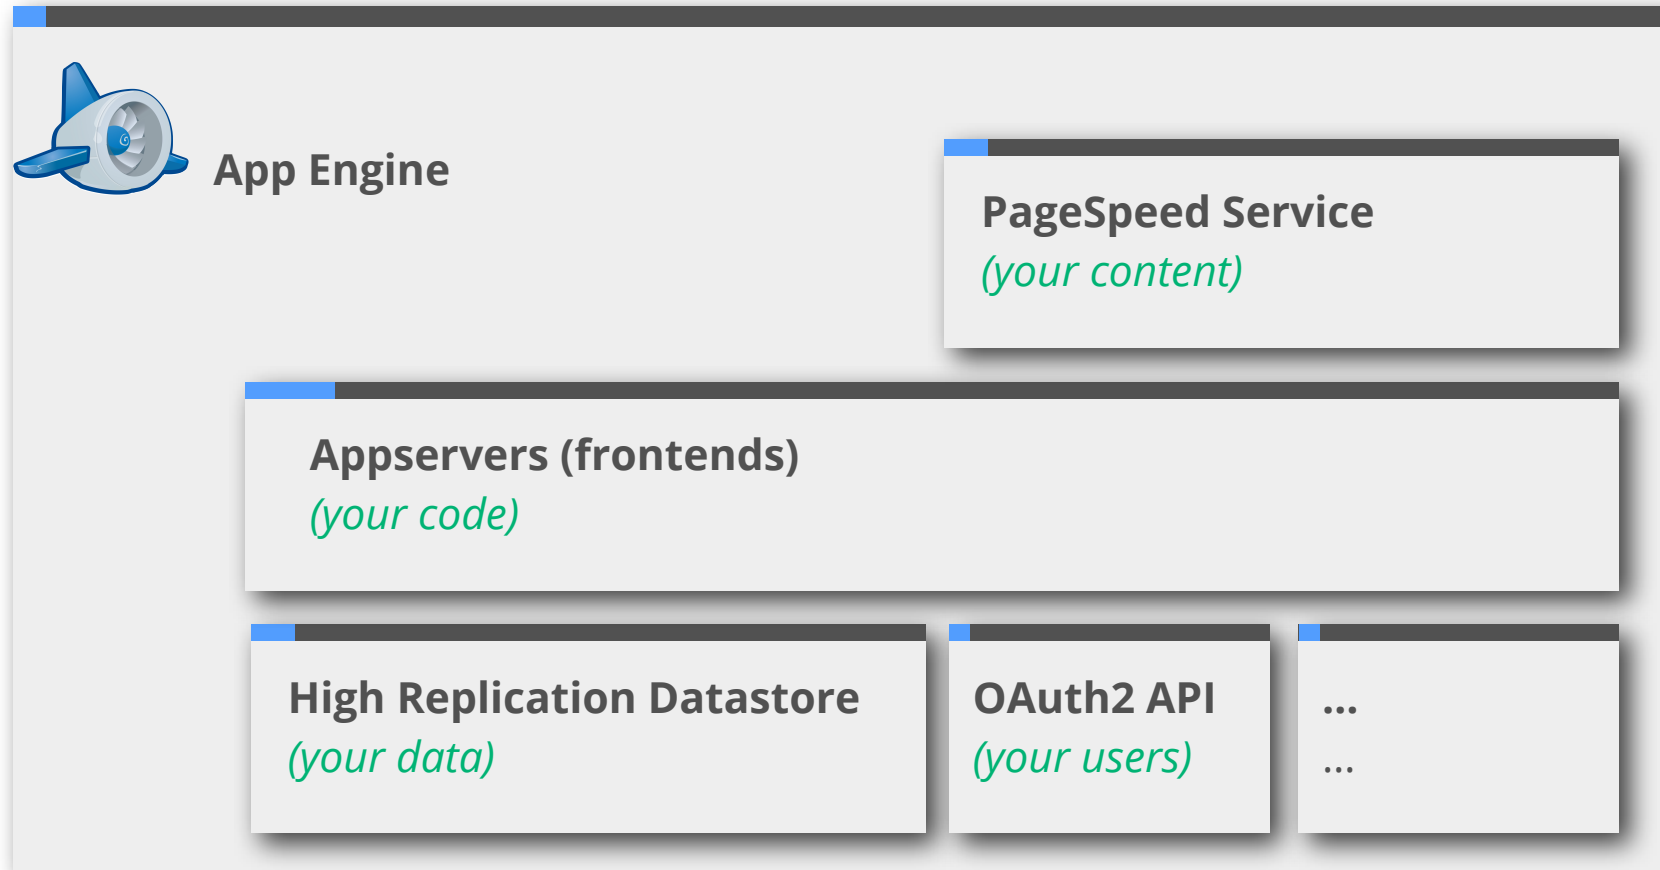 App Engine
PageSpeed Service
(your content)
Appservers (frontends)
(your code)
High Replication Datastore
(your data)
OAuth2 API
(your users)
...
...